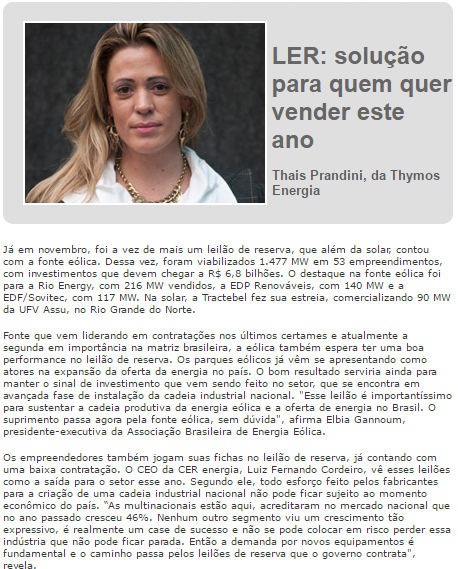 LER: solução
para quem quer
vender este
ano
Thais Prandini, da Thymos
Energia
Já em novembro, foi a vez de mais um leilão de reserva, que além da solar, contou
com a fonte eólica. Dessa vez, foram viabilizados 1.477 MW em 53 empreendimentos,
com investimentos que devem chegar a R$ 6,8 bilhões. O destaque na fonte eólica foi
para a Rio Energy, com 216 MW vendidos, a EDP Renováveis, com 140 MW e a
EDF/Sovitec, com 117 MW. Na solar, a Tractebel fez sua estreia, comercializando 90 MW
da UFV Assu, no Rio Grande do Norte.
Fonte que vem liderando em contratações nos últimos certames e atualmente a
segunda em importância na matriz brasileira, a eólica também espera ter uma boa
performance no leilão de reserva. Os parques eólicos já vêm se apresentando como
atores na expansão da oferta da energia no país. O bom resultado serviria ainda para
manter o sinal de investimento que vem sendo feito no setor, que se encontra em
avançada fase de instalação da cadeia industrial nacional. "Esse leilão é importantíssimo
para sustentar a cadeia produtiva da energia eólica e a oferta de energia no Brasil. O
suprimento passa agora pela fonte eólica, sem dúvida", afirma Elbia Gannoum,
presidente-executiva da Associação Brasileira de Energia Eólica.
Os empreendedores também jogam suas fichas no leilão de reserva, já contando com
uma baixa contratação. O CEO da CER energia, Luiz Fernando Cordeiro, vê esses leilões
como a saída para o setor esse ano. Segundo ele, todo esforço feito pelos fabricantes
para a criação de uma cadeia industrial nacional não pode ficar sujeito ao momento
econômico do país. “As multinacionais estão aqui, acreditaram no mercado nacional que
no ano passado cresceu 46%. Nenhum outro segmento viu um crescimento tão
expressivo, é realmente um case de sucesso e não se pode colocar em risco perder essa
indústria que não pode ficar parada. Então a demanda por novos equipamentos é
fundamental e o caminho passa pelos leilões de reserva que o governo contrata",
revela.